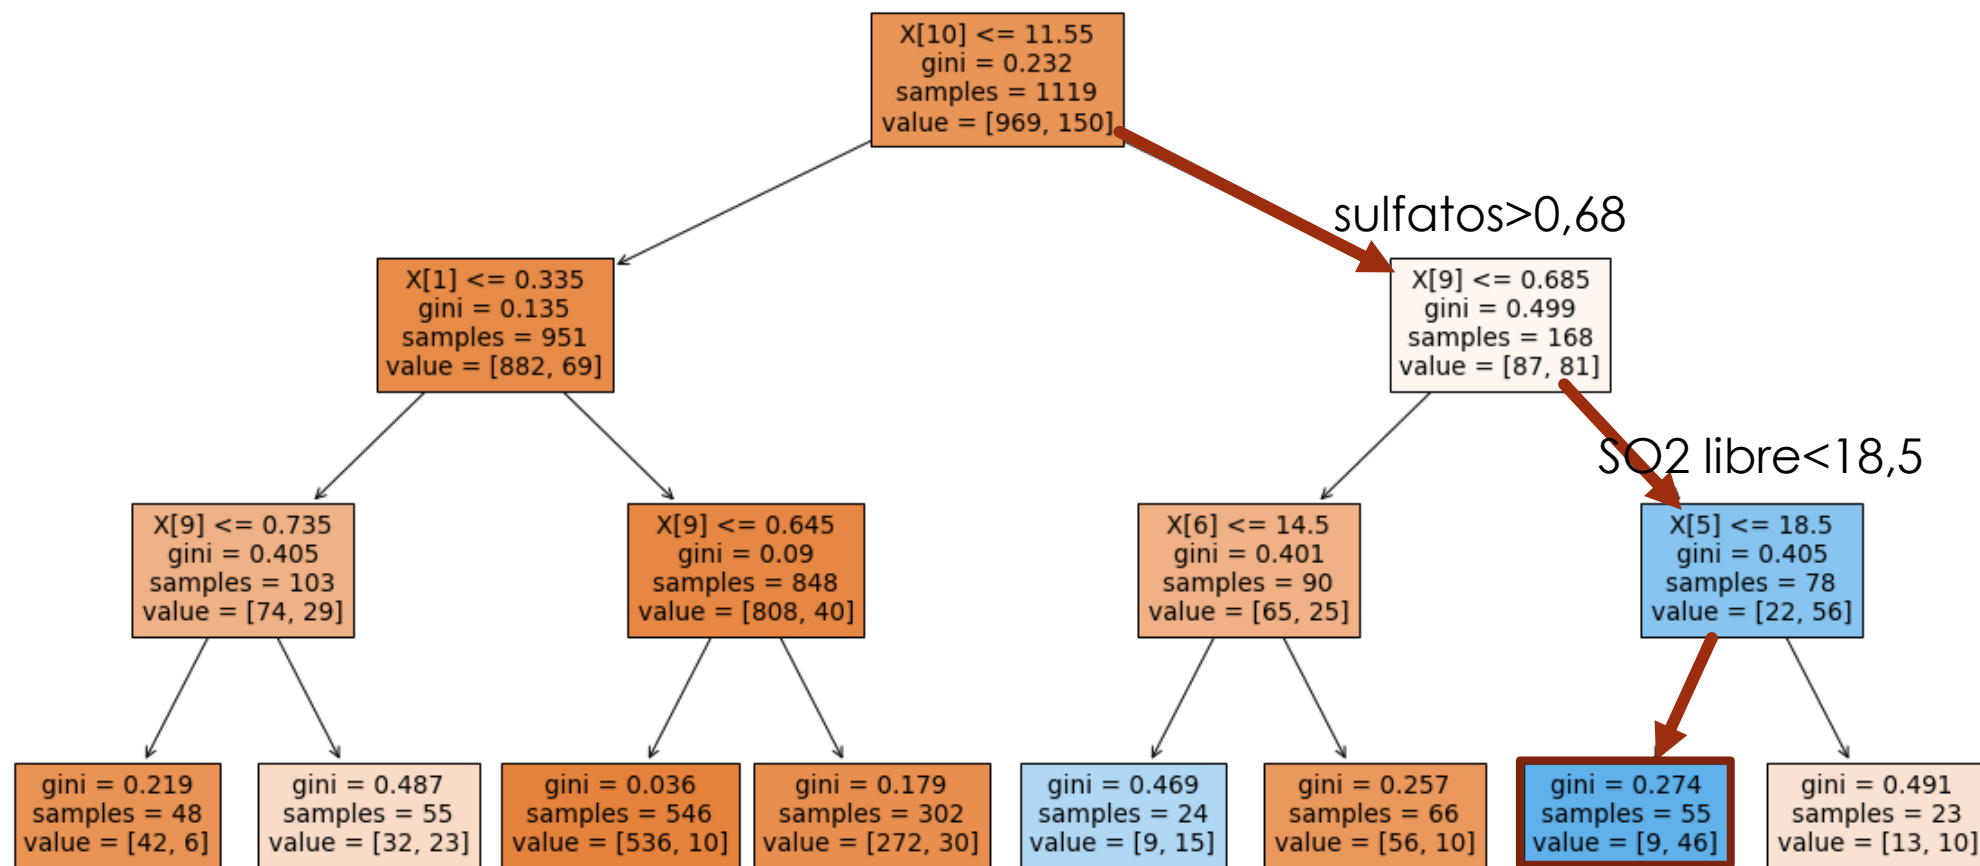 X[10] <= 11.55
gini = 0.232
samples = 1119
value = [969, 150]
sulfatos>0,68
X[1] <= 0.335
gini = 0.135
samples = 951
value = [882, 69]
X[9] <= 0.685
gini = 0.499
samples = 168
value = [87, 81]
SO2 libre<18,5
X[9] <= 0.735
gini = 0.405
samples = 103
value = [74, 29]
X[9] <= 0.645
gini = 0.09
samples = 848
value = [808, 40]
X[6] <= 14.5
gini = 0.401
samples = 90
value = [65, 25]
X[5] <= 18.5
gini = 0.405
samples = 78
value = [22, 56]
gini = 0.219
samples = 48
value = [42, 6]
gini = 0.487
samples = 55
value = [32, 23]
gini = 0.036
samples = 546
value = [536, 10]
gini = 0.179
samples = 302
value = [272, 30]
gini = 0.469
samples = 24
value = [9, 15]
gini = 0.257
samples = 66
value = [56, 10]
gini = 0.274
samples = 55
value = [9, 46]
gini = 0.491
samples = 23
value = [13, 10]